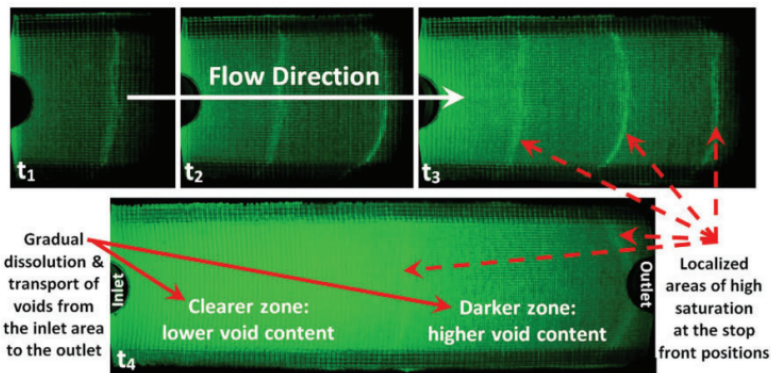 Flow Direction
t1
t2
t3
Gradual
dissolution &
transport of
voids from
the inlet area
to the outlet
Inlet
Clearer zone:
lower void content
Darker zone:
higher void content
Outlet
t4
Localized
areas of high
saturation
at the stop
front positions